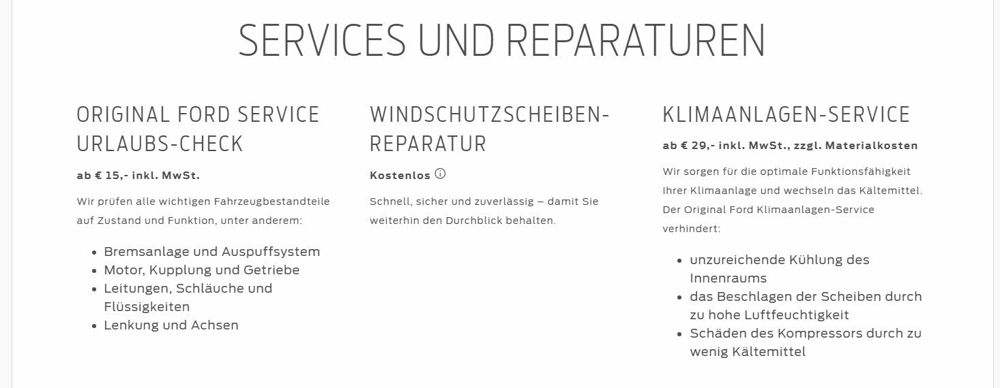 SERVICES UND REPARATUREN
ORIGINAL FORD SERVICE
URLAUBS-CHECK
ab € 15,- inkl. MwSt.
Wir prüfen alle wichtigen Fahrzeugbestandteile
auf Zustand und Funktion, unter anderem:
• Bremsanlage und Auspuffsystem
• Motor, Kupplung und Getriebe
• Leitungen, Schläuche und
Flüssigkeiten
• Lenkung und Achsen
WINDSCHUTZSCHEIBEN-
REPARATUR
Kostenlos ⓘ
Schnell, sicher und zuverlässig – damit Sie
weiterhin den Durchblick behalten.
KLIMAANLAGEN-SERVICE
ab € 29,- inkl. MwSt., zzgl. Materialkosten
Wir sorgen für die optimale Funktionsfähigkeit
Ihrer Klimaanlage und wechseln das Kältemittel.
Der Original Ford Klimaanlagen-Service
verhindert:
• unzureichende Kühlung des
Innenraums
• das Beschlagen der Scheiben durch
zu hohe Luftfeuchtigkeit
• Schäden des Kompressors durch zu
wenig Kältemittel